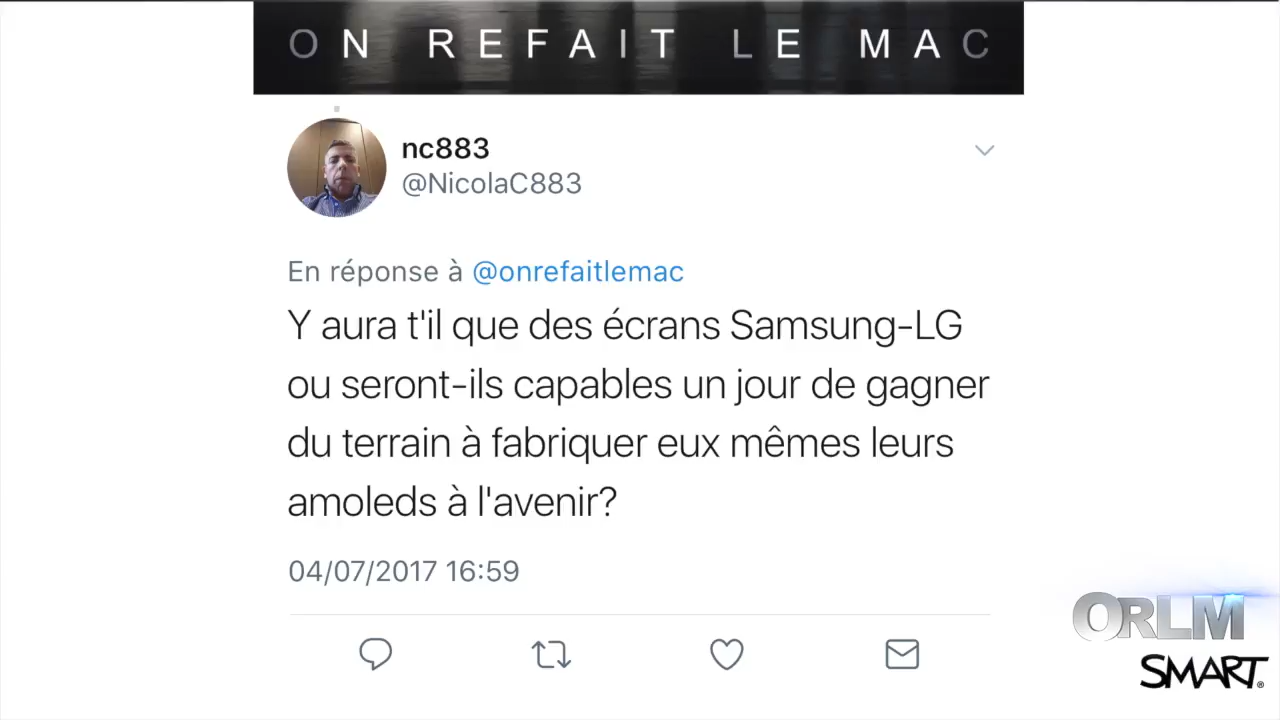 ON REFAIT LE MAC
nc883
@NicolaC883
En réponse à @onrefaitlemac
Y aura t'il que des écrans Samsung-LG
ou seront-ils capables un jour de gagner
du terrain à fabriquer eux mêmes leurs
amoleds à l'avenir?
04/07/2017 16:59
ORLM
SMART®